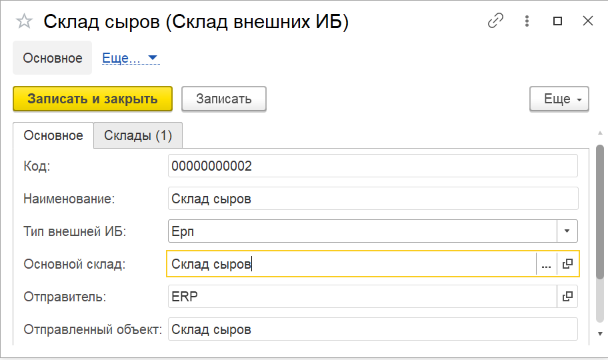 Склад сыров (Склад внешних ИБ)
Основное Еще...
Записать и закрыть Записать Еще
Основное Склады (1)
Код: 00000000002
Наименование: Склад сыров
Тип внешней ИБ: Ерп
Основной склад: Склад сыров ...
Отправитель: ERP
Отправленный объект: Склад сыров